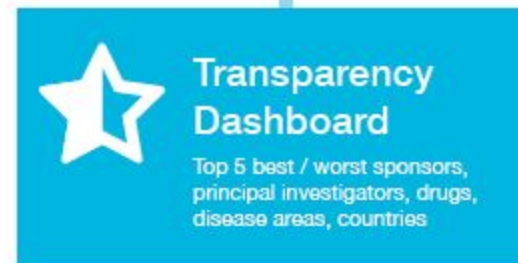 Transparency
Dashboard
Top 5 best / worst sponsors,
principal investigators, drugs,
disease areas, countries